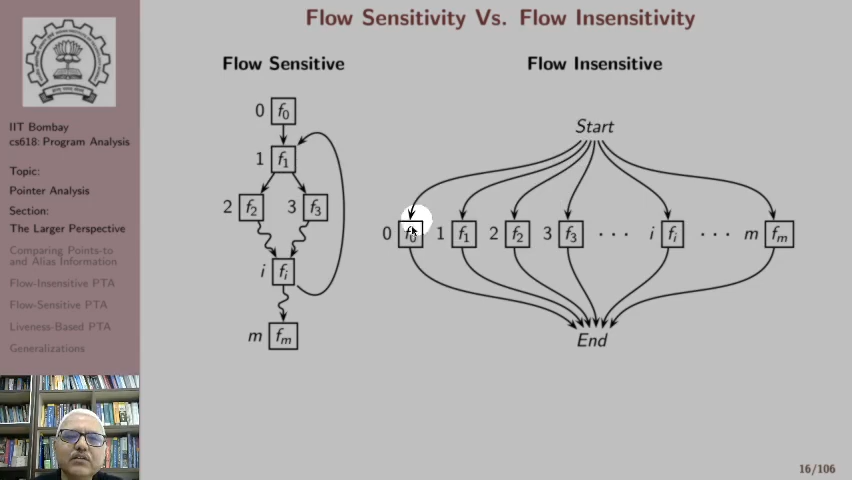 Flow Sensitivity Vs. Flow Insensitivity
IIT Bombay
cs618: Program Analysis
Topic:
Pointer Analysis
Section:
The Larger Perspective
Comparing Points-to
and Alias Information
Flow-Insensitive PTA
Flow-Sensitive PTA
Liveness-Based PTA
Generalizations
Flow Sensitive
0 f0
1 f1
2 f2 3 f3
i fi
m fm
Flow Insensitive
Start
0 f0 1 f1 2 f2 3 f3 . . . i fi . . . m fm
End
16/106